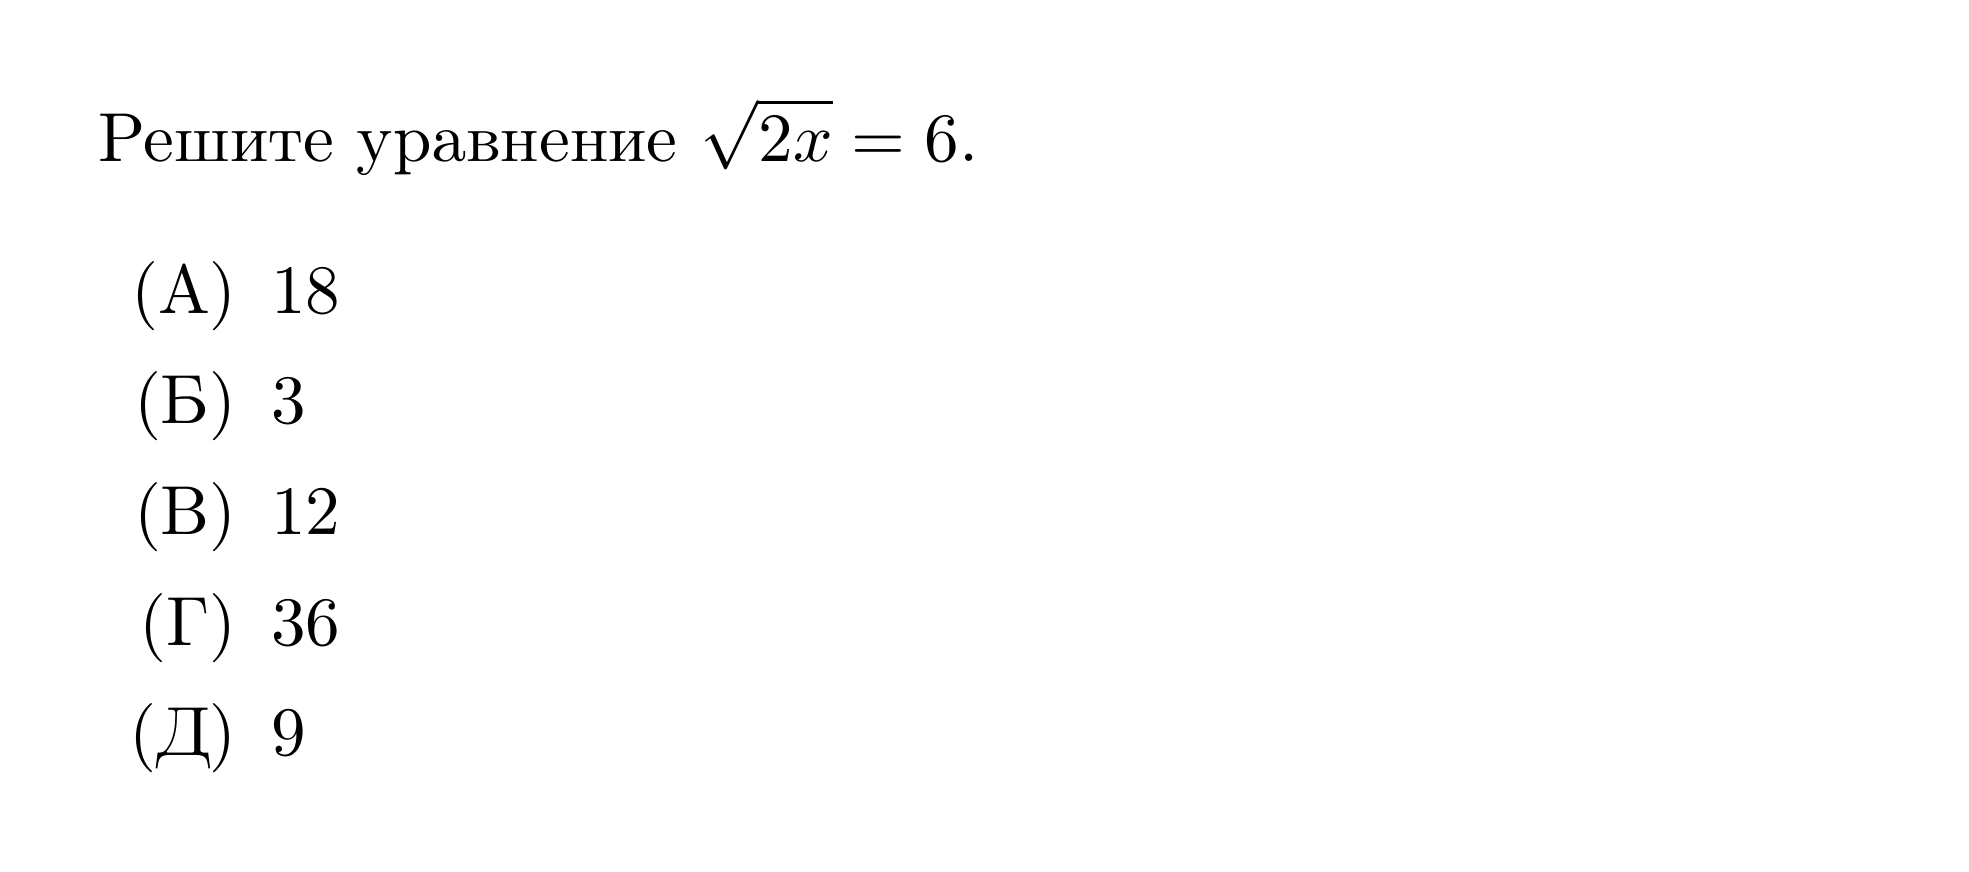 Решите уравнение √2x = 6.
(А) 18
(Б) 3
(В) 12
(Г) 36
(Д) 9